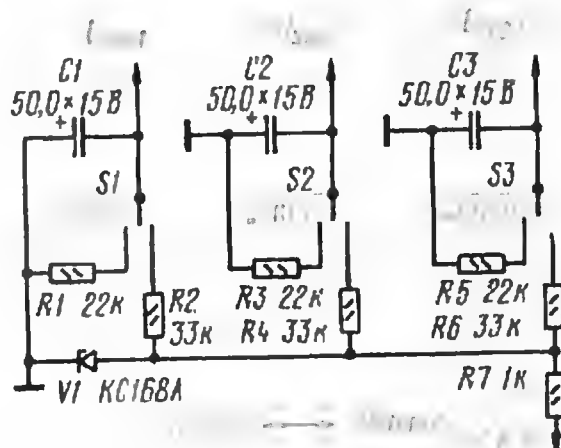 C1
50,0×15В
+
C2
50,0×15В
+
C3
50,0×15В
+
S1
S2
S3
R1 22к
R2
33к
R3 22к
R4 33к
R5 22к
R6 33к
V1 КС168А
R7 1к